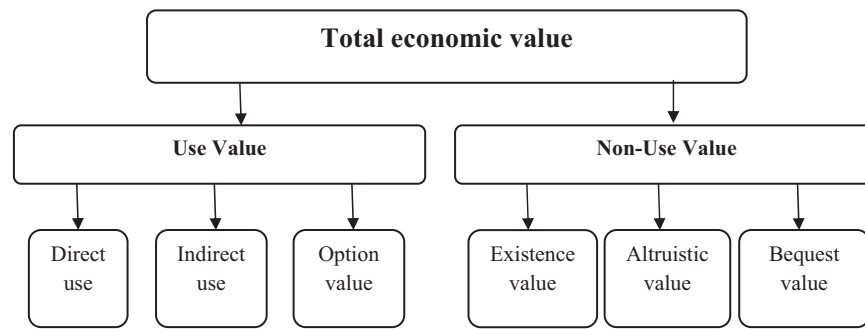 Total economic value
Use Value
Non-Use Value
Direct
use
Indirect
use
Option
value
Existence
value
Altruistic
value
Bequest
value